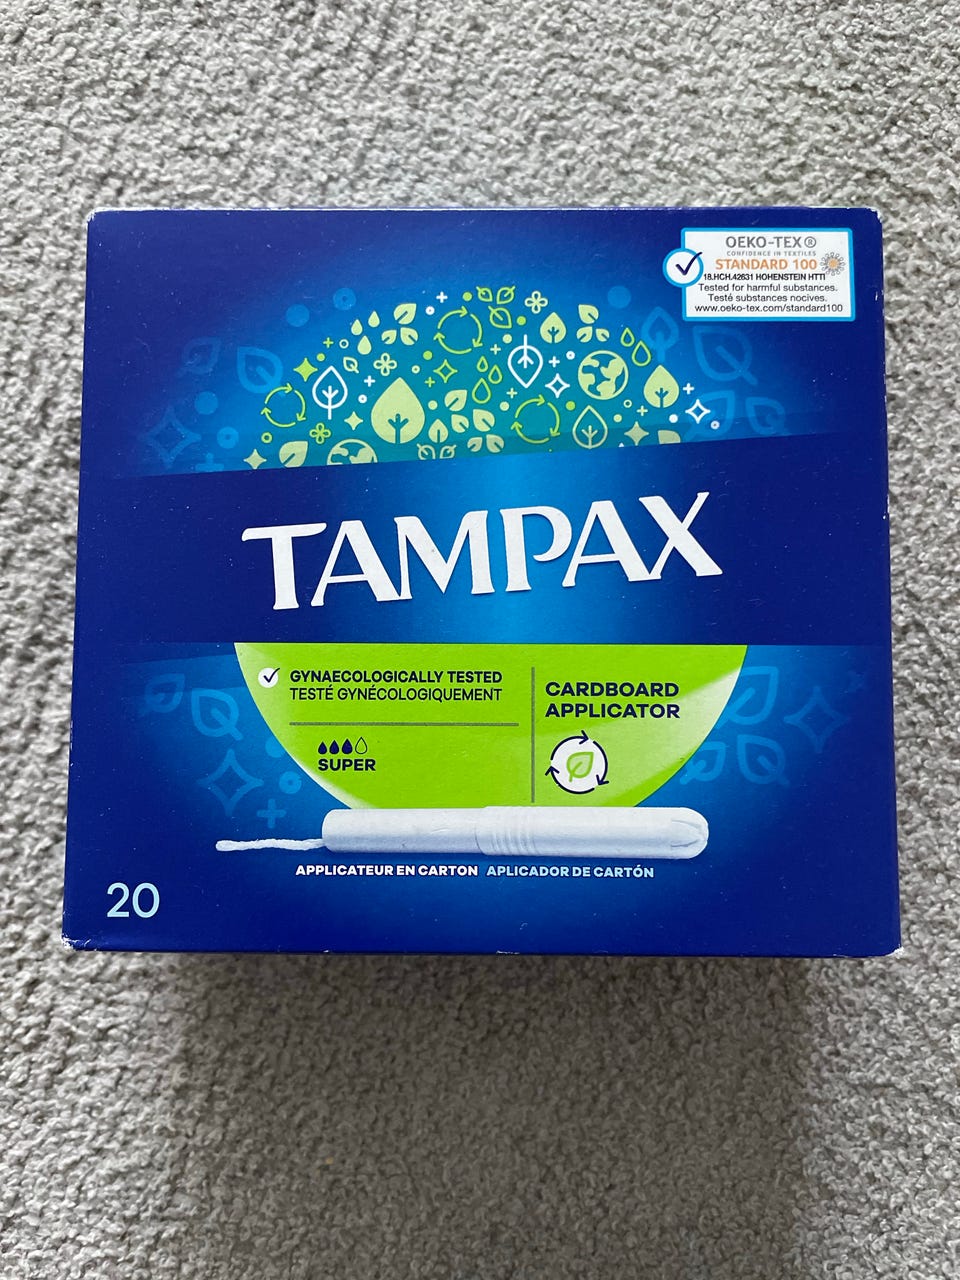 OEKO-TEX®
CONFIDENCE IN TEXTILES
STANDARD 100
18.HCH.42631 HOHENSTEIN HTTI
Tested for harmful substances.
Testé substances nocives.
www.oeko-tex.com/standard100
TAMPAX
GYNAECOLOGICALLY TESTED
TESTÉ GYNÉCOLOGIQUEMENT
SUPER
CARDBOARD
APPLICATOR
APPLICATEUR EN CARTON APLICADOR DE CARTÓN
20